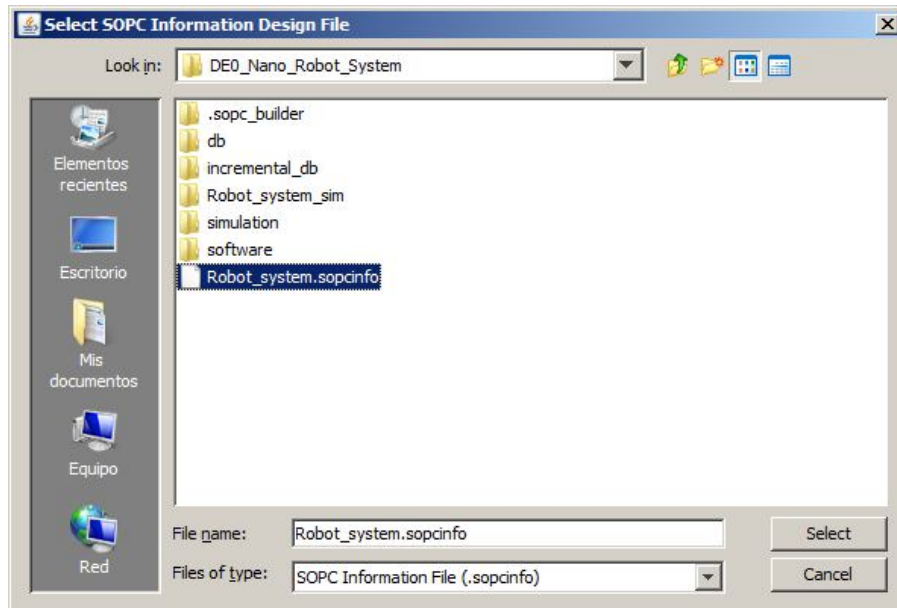 Select SOPC Information Design File
Look in:
DE0_Nano_Robot_System
Elementos
recientes
Escritorio
Mis
documentos
Equipo
Red
.sopc_builder
db
incremental_db
Robot_system_sim
simulation
software
Robot_system.sopcinfo
File name:
Robot_system.sopcinfo
Select
Files of type:
SOPC Information File (.sopcinfo)
Cancel